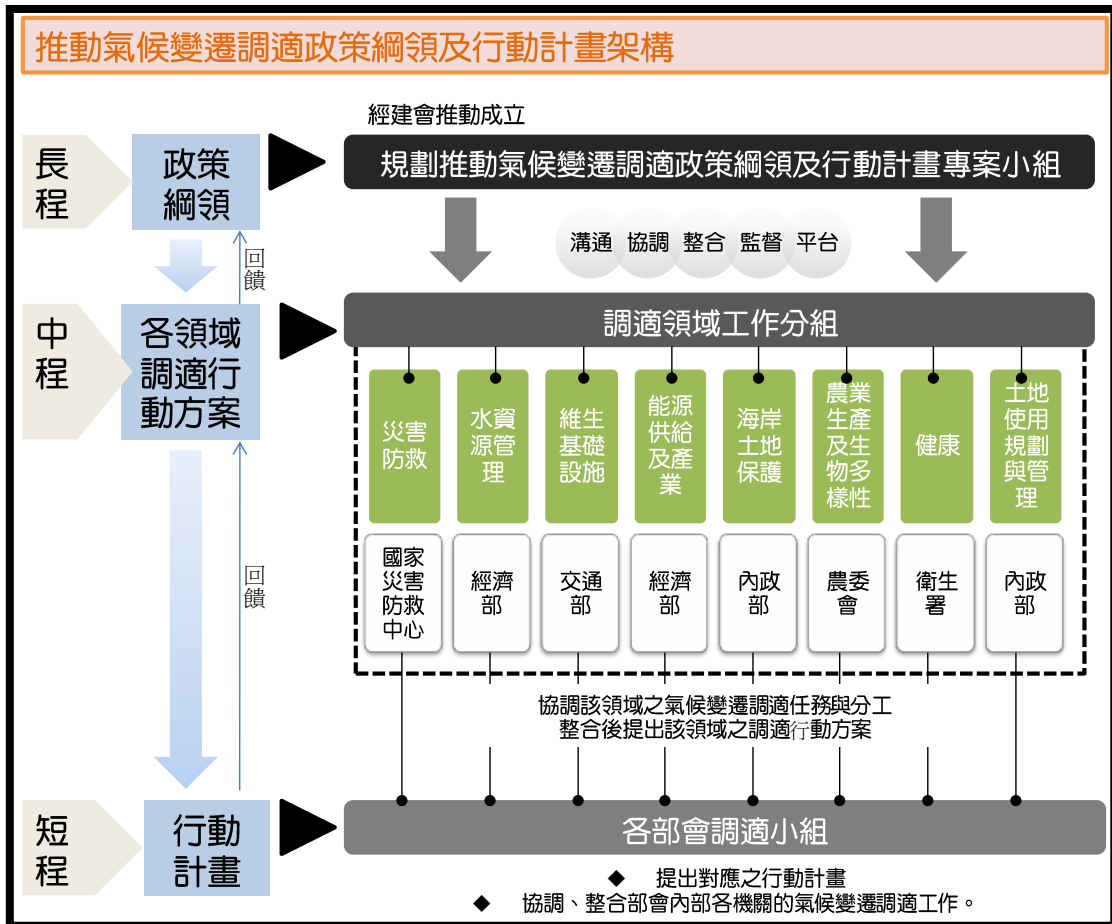 推動氣候變遷調適政策綱領及行動計畫架構
經建會推動成立
長
程
政策
綱領
規劃推動氣候變遷調適政策綱領及行動計畫專案小組
溝通 協調 整合 監督 平台
回
饋
中
程
各領域
調適行
動方案
調適領域工作分組
災害
防救
水資
源管
理
維生
基礎
設施
能源
供給
及產
業
海岸
土地
保護
農業
生產
及生
物多
樣性
健康
土地
使用
規劃
與管
理
國家
災害
防救
中心
經濟
部
交通
部
經濟
部
內政
部
農委
會
衛生
署
內政
部
回
饋
協調該領域之氣候變遷調適任務與分工
整合後提出該領域之調適行動方案
短
程
行動
計畫
各部會調適小組
◆ 提出對應之行動計畫
◆ 協調、整合部會內部各機關的氣候變遷調適工作。